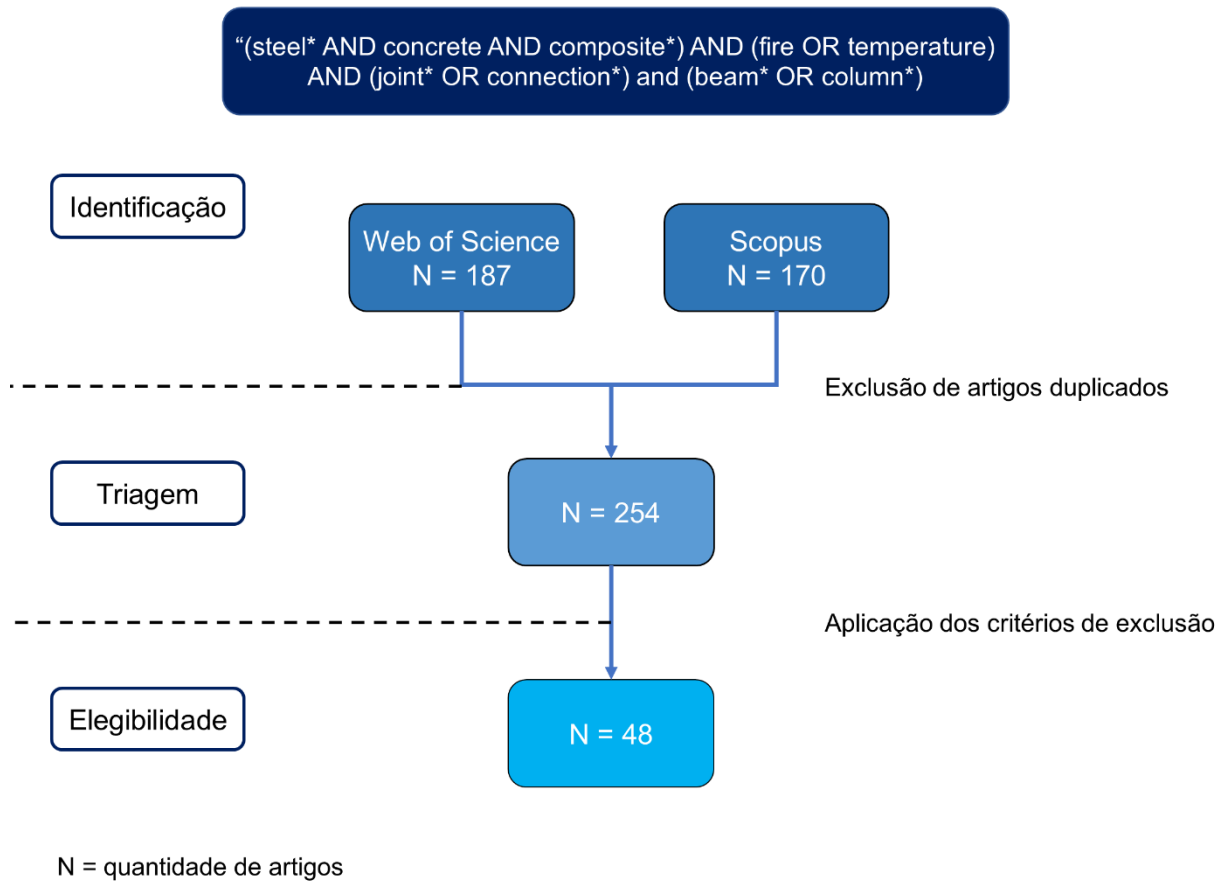 “(steel* AND concrete AND composite*) AND (fire OR temperature)
AND (joint* OR connection*) and (beam* OR column*)
Identificação
Web of Science
N = 187
Scopus
N = 170
Exclusão de artigos duplicados
Triagem
N = 254
Aplicação dos critérios de exclusão
Elegibilidade
N = 48
N = quantidade de artigos